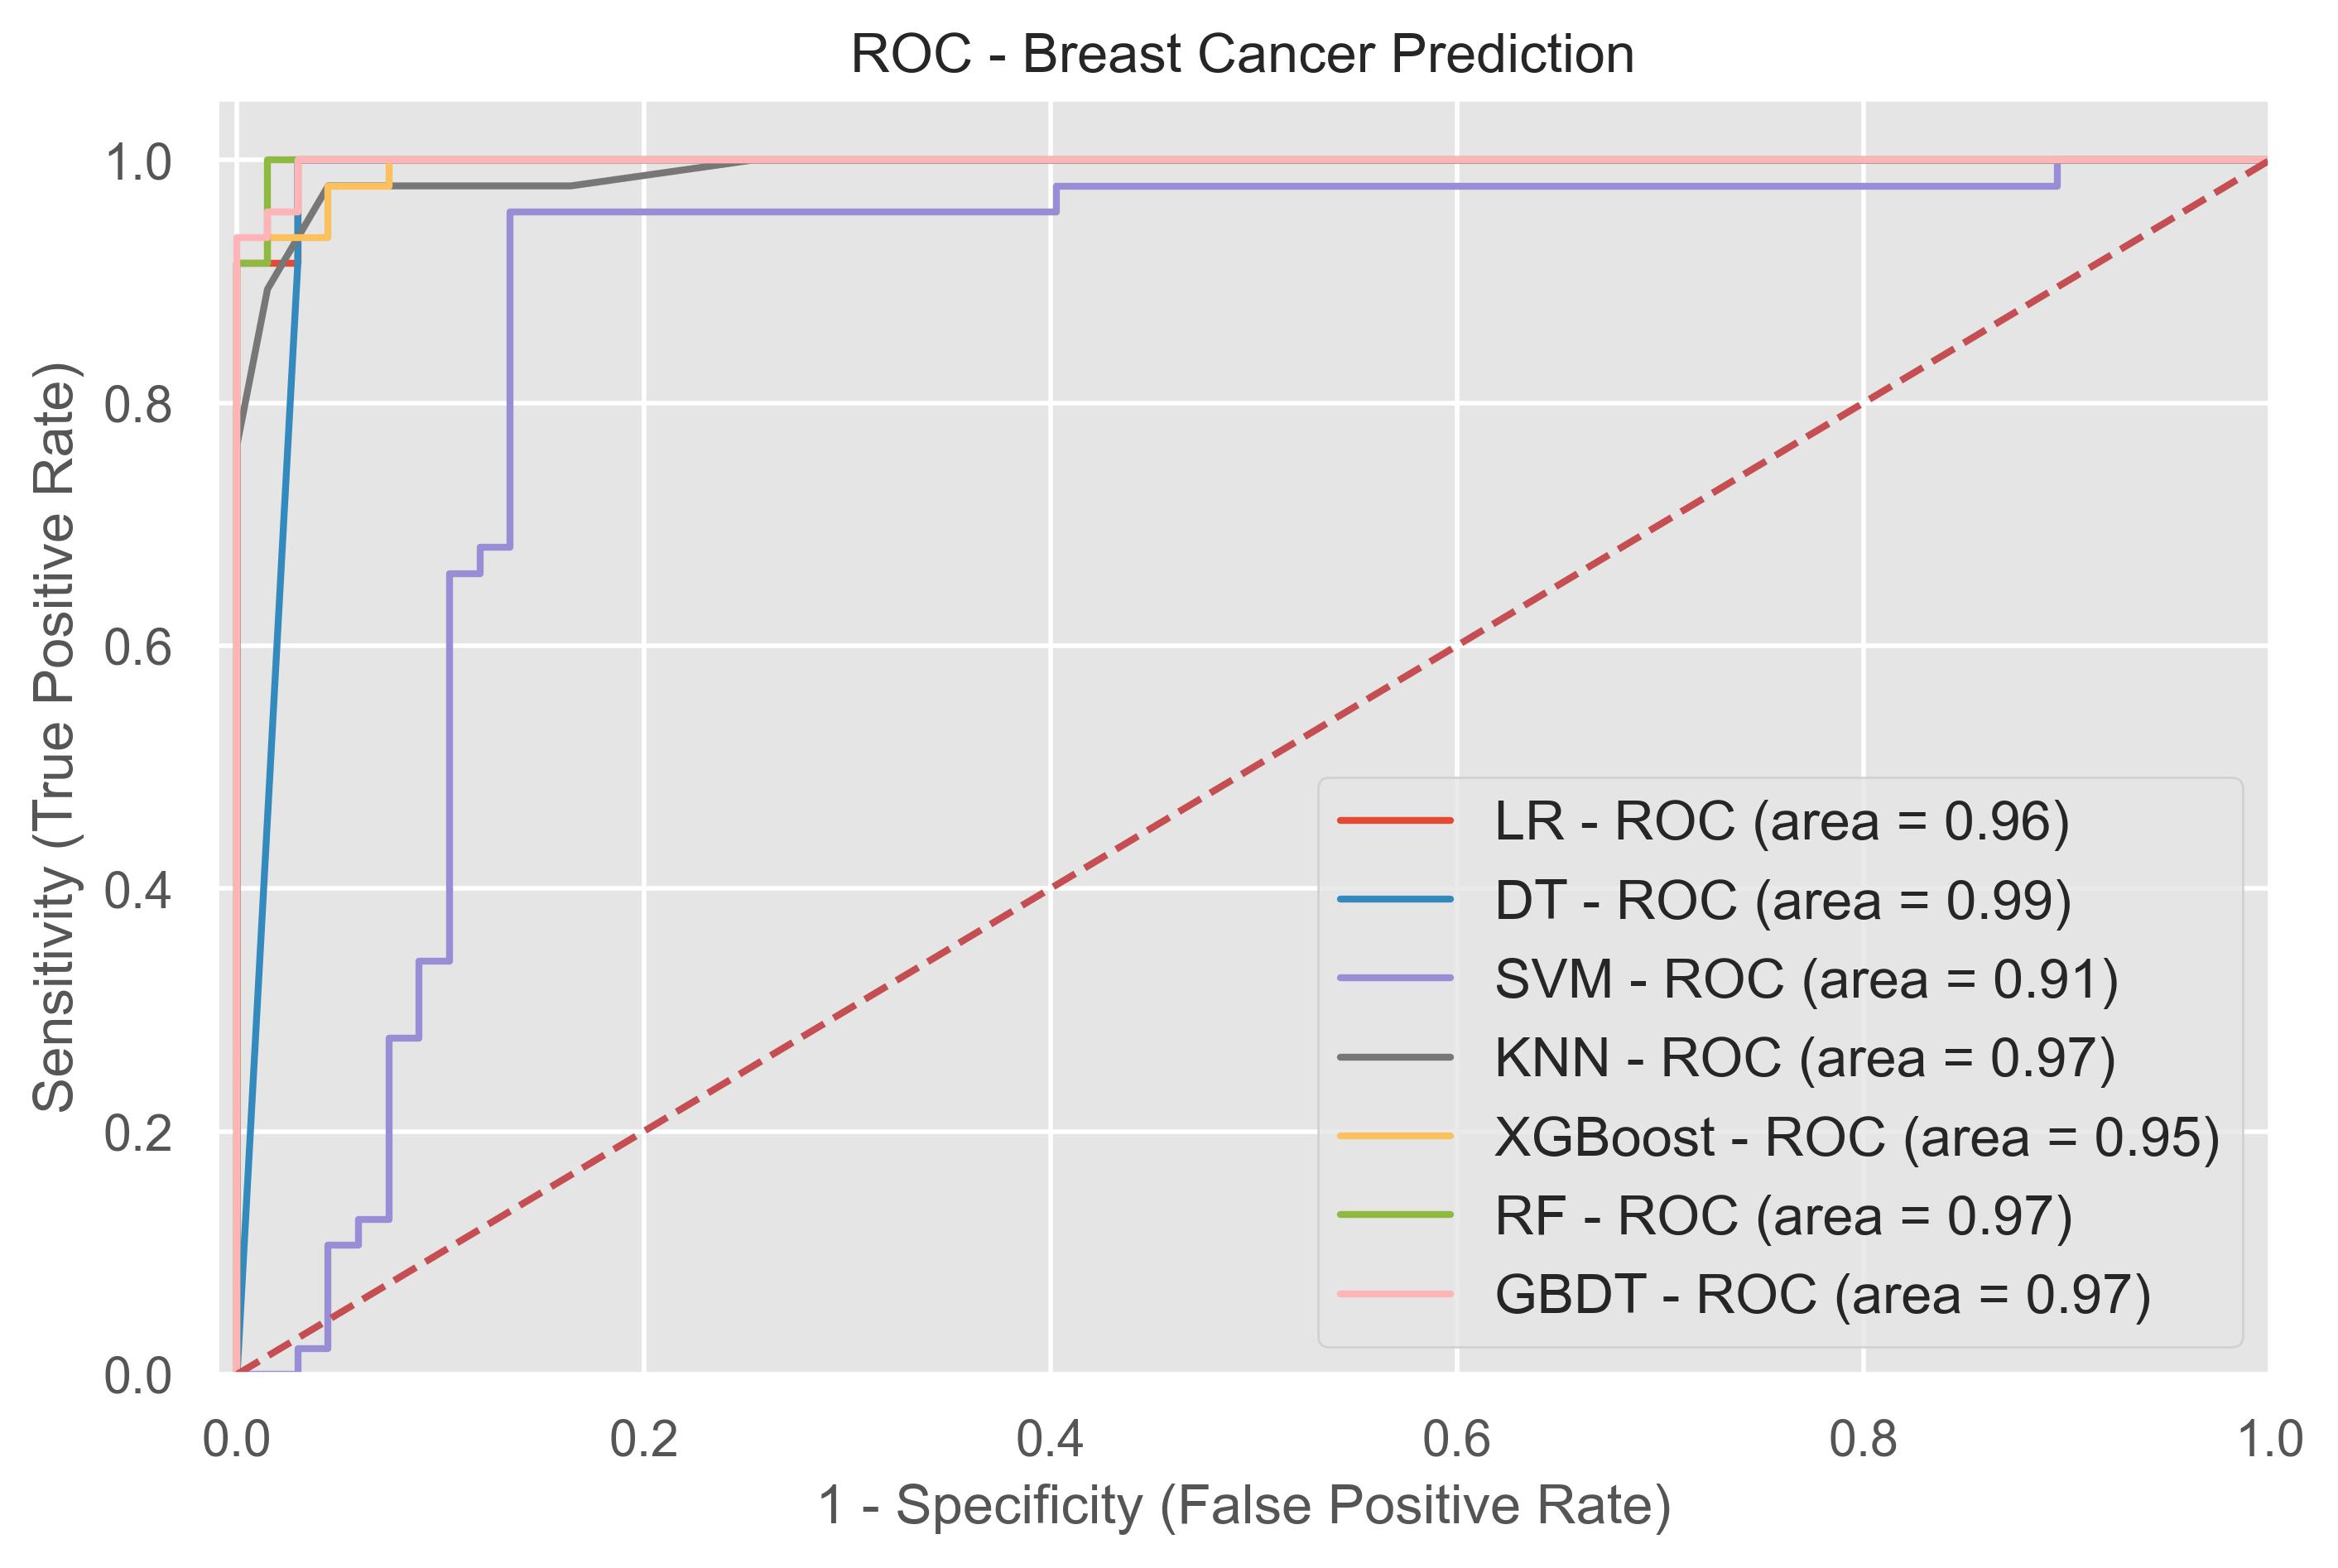 ROC - Breast Cancer Prediction
Sensitivity (True Positive Rate)
1.0
0.8
0.6
0.4
0.2
0.0
LR - ROC (area = 0.96)
DT - ROC (area = 0.99)
SVM - ROC (area = 0.91)
KNN - ROC (area = 0.97)
XGBoost - ROC (area = 0.95)
RF - ROC (area = 0.97)
GBDT - ROC (area = 0.97)
0.0 0.2 0.4 0.6 0.8 1.0
1 - Specificity (False Positive Rate)